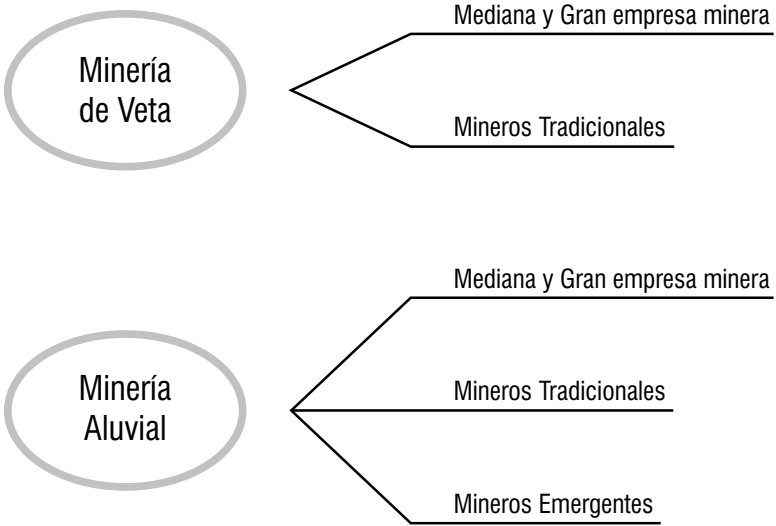 Mediana y Gran empresa minera
Minería
de Veta
Mineros Tradicionales
Mediana y Gran empresa minera
Minería
Aluvial
Mineros Tradicionales
Mineros Emergentes